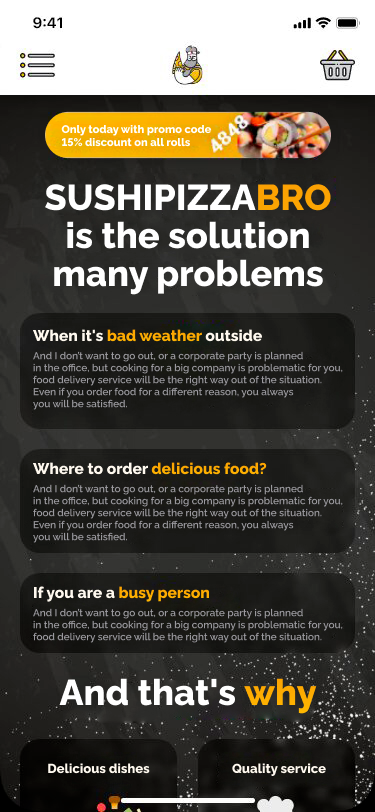 9:41
Only today with promo code
15% discount on all rolls
4848
SUSHIPIZZABRO
is the solution
many problems
When it's bad weather outside
And I don't want to go out, or a corporate party is planned
in the office, but cooking for a big company is problematic for you,
food delivery service will be the right way out of the situation.
Even if you order food for a different reason, you always
you will be satisfied.
Where to order delicious food?
And I don't want to go out, or a corporate party is planned
in the office, but cooking for a big company is problematic for you,
food delivery service will be the right way out of the situation.
Even if you order food for a different reason, you always
you will be satisfied.
If you are a busy person
And I don't want to go out, or a corporate party is planned
in the office, but cooking for a big company is problematic for you,
food delivery service will be the right way out of the situation.
And that's why
Delicious dishes
Quality service